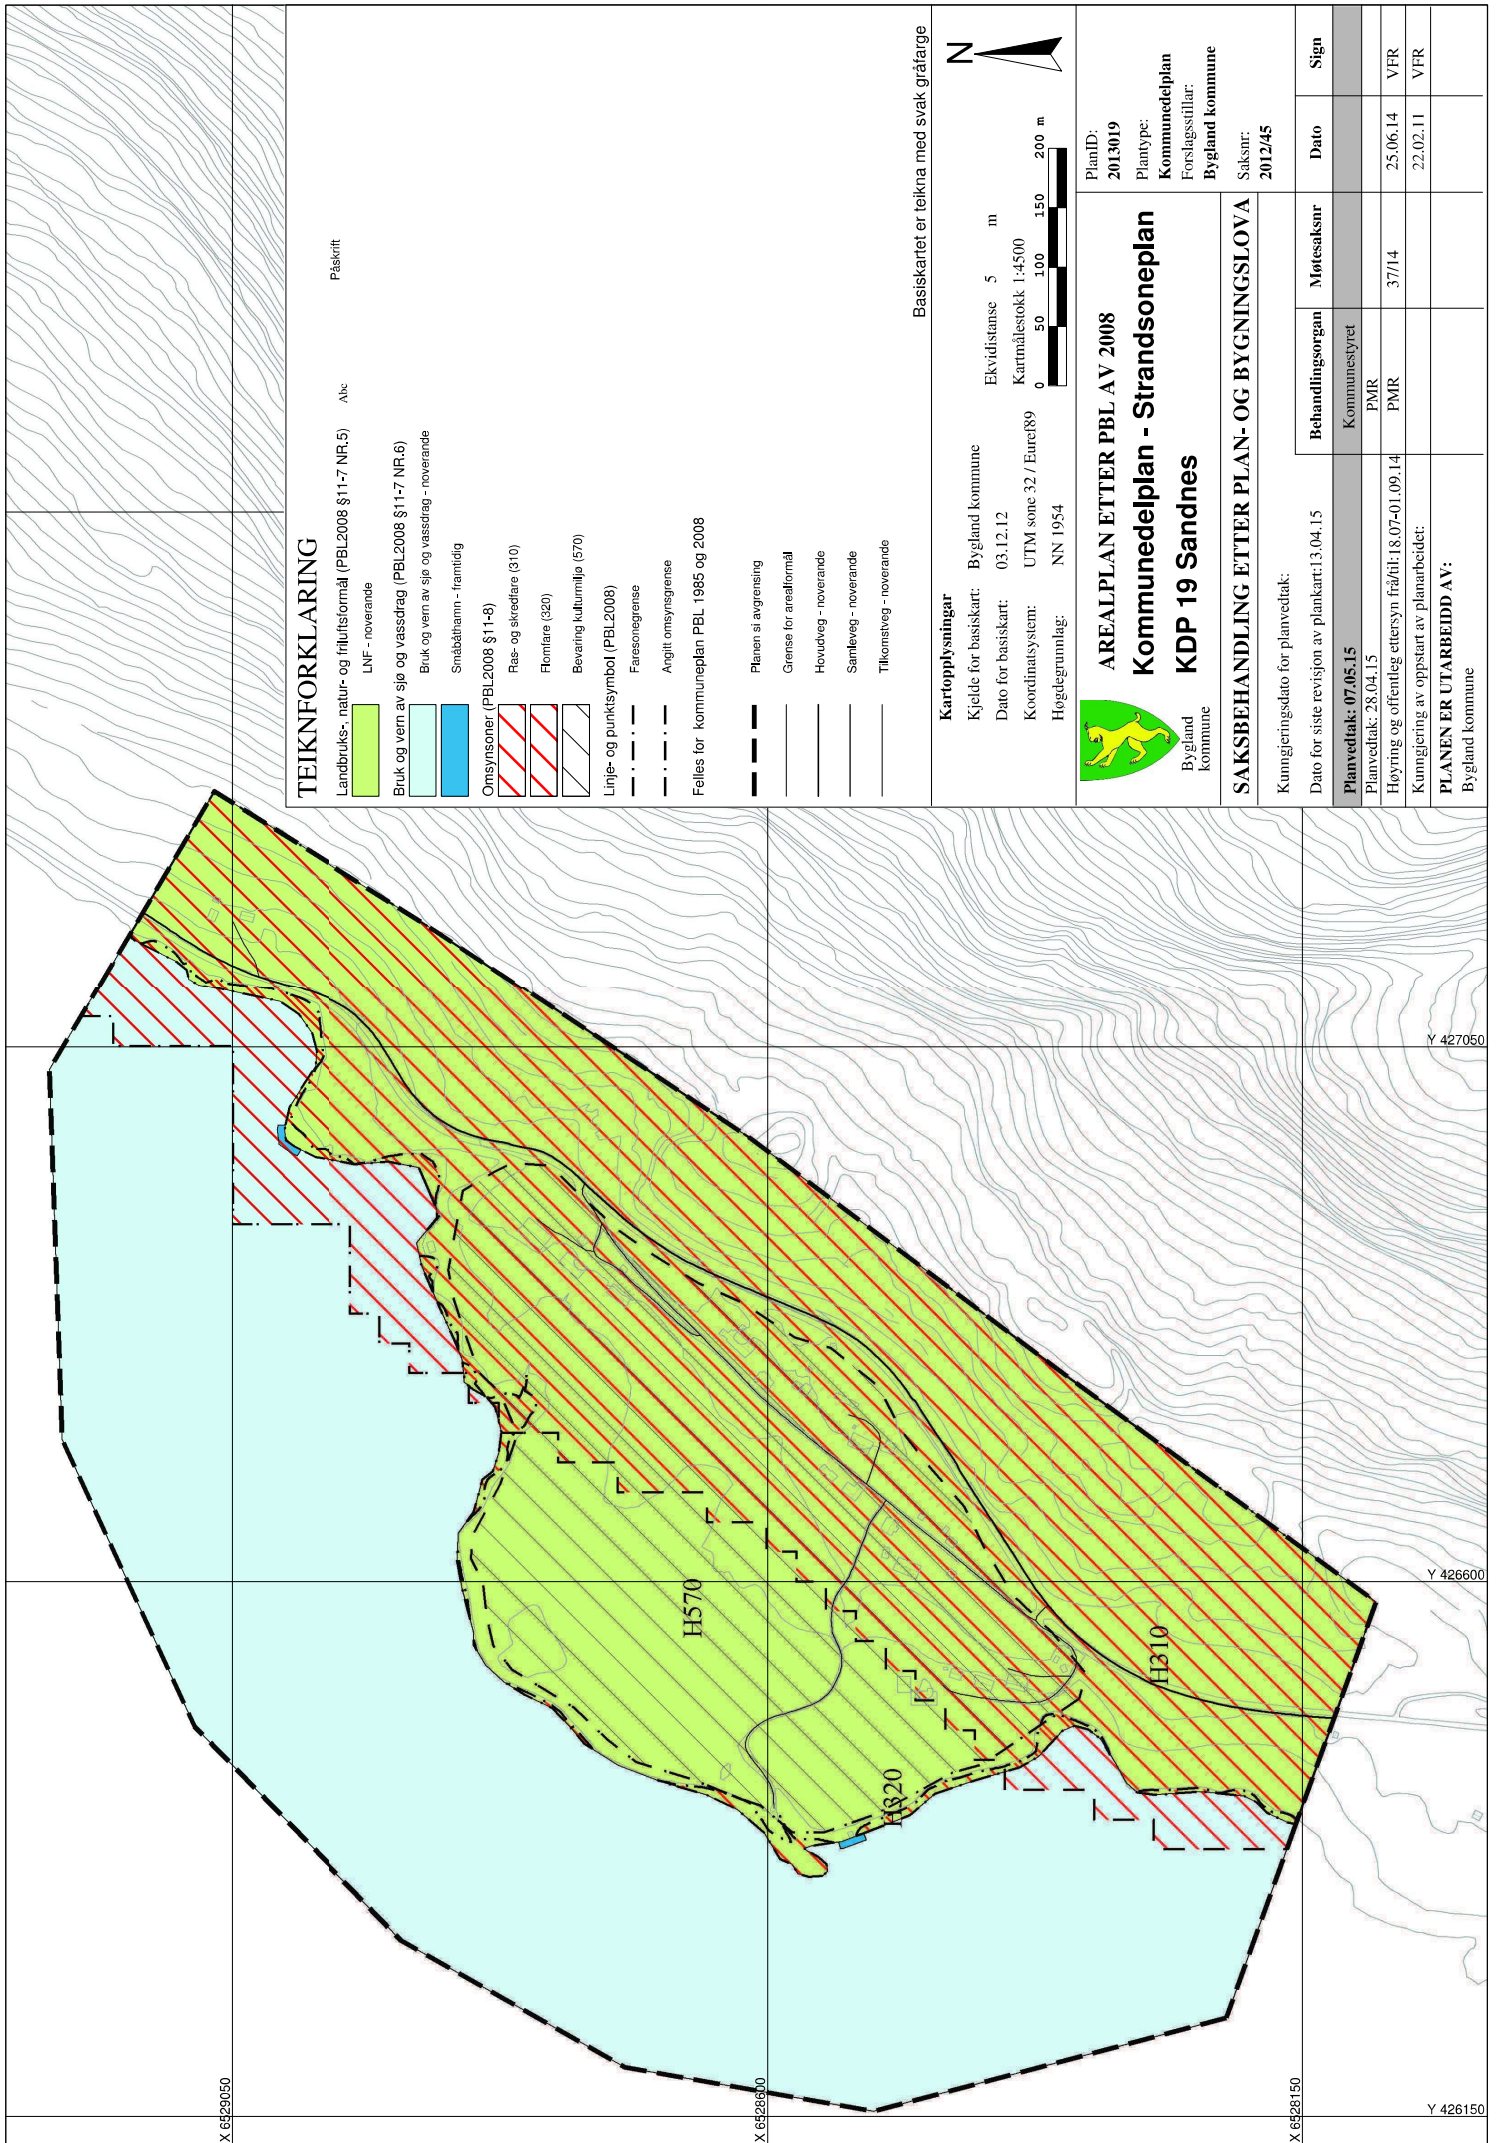 TEIKNFORKLARING
Landbruks-, natur- og friluftsformål (PBL2008 §11-7 NR.5)
Abc
Påskrift
LNF - noverande
Bruk og vern av sjø og vassdrag (PBL2008 §11-7 NR.6)
Bruk og vern av sjø og vassdrag - noverande
Småbåthamn - framtidig
Omsynsoner (PBL2008 §11-8)
Ras- og skredfare (310)
Flomfare (320)
Bevaring kulturmiljø (570)
Linje- og punktsymbol (PBL2008)
Faresonegrense
Angitt omsynsgrense
Felles for kommuneplan PBL 1985 og 2008
Planen si avgrensing
Grense for arealformål
Hovudveg - noverande
Samleveg - noverande
Tilkomstveg - noverande
Basiskartet er teikna med svak gråfarge
Kartopplysningar
Kjelde for basiskart: Bygland kommune
Dato for basiskart: 03.12.12
Koordinatsystem: UTM sone 32 / Euref89
Høgdegrunnlag: NN 1954
Ekvidistanse 5 m
Kartmålestokk 1:4500
0 50 100 150 200 m
N
Bygland
kommune
AREALPLAN ETTER PBL AV 2008
Kommunedelplan - Strandsoneplan
KDP 19 Sandnes
PlanID:
2013019
Plantype:
Kommunedelplan
Forslagsstillar:
Bygland kommune
SAKSBEHANDLING ETTER PLAN- OG BYGNINGSLOVA
Saksnr:
2012/45
Kunngjeringsdato for planvedtak:
Dato for siste revisjon av plankart:13.04.15
Behandlingsorgan Møtesaksnr Dato Sign
Planvedtak: 07.05.15 Kommunestyret
Planvedtak: 28.04.15 PMR
Høyring og offentleg ettersyn frå/til:18.07-01.09.14 PMR 37/14 25.06.14 VFR
Kunngjering av oppstart av planarbeidet: 22.02.11 VFR
PLANEN ER UTARBEIDD AV:
Bygland kommune
H570
H320
H310
X 6529050
X 6528600
X 6528150
Y 427050
Y 426600
Y 426150